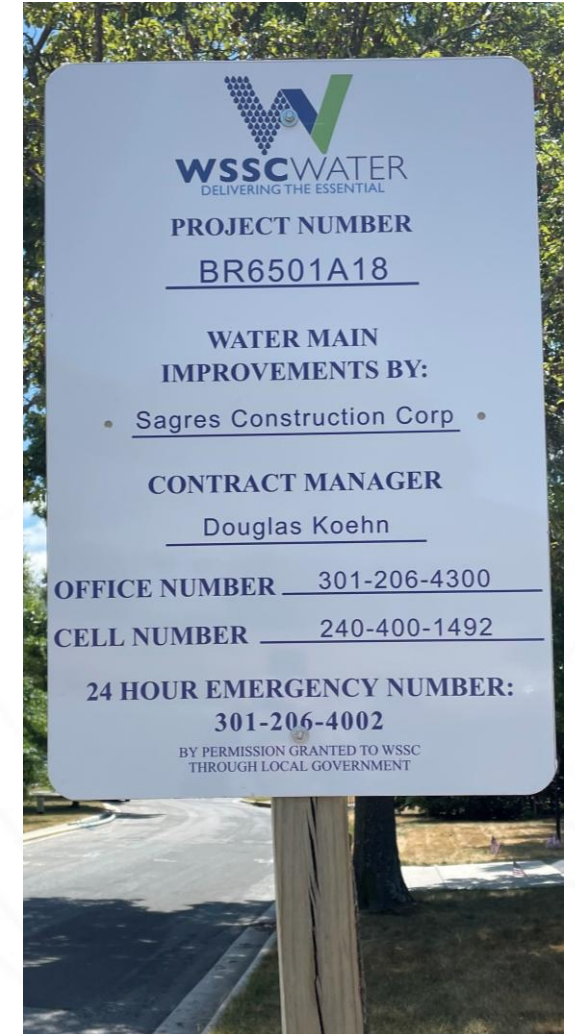 WSSCWATER
DELIVERING THE ESSENTIAL
PROJECT NUMBER
BR6501A18
WATER MAIN
IMPROVEMENTS BY:
Sagres Construction Corp
CONTRACT MANAGER
Douglas Koehn
OFFICE NUMBER 301-206-4300
CELL NUMBER 240-400-1492
24 HOUR EMERGENCY NUMBER:
301-206-4002
BY PERMISSION GRANTED TO WSSC
THROUGH LOCAL GOVERNMENT